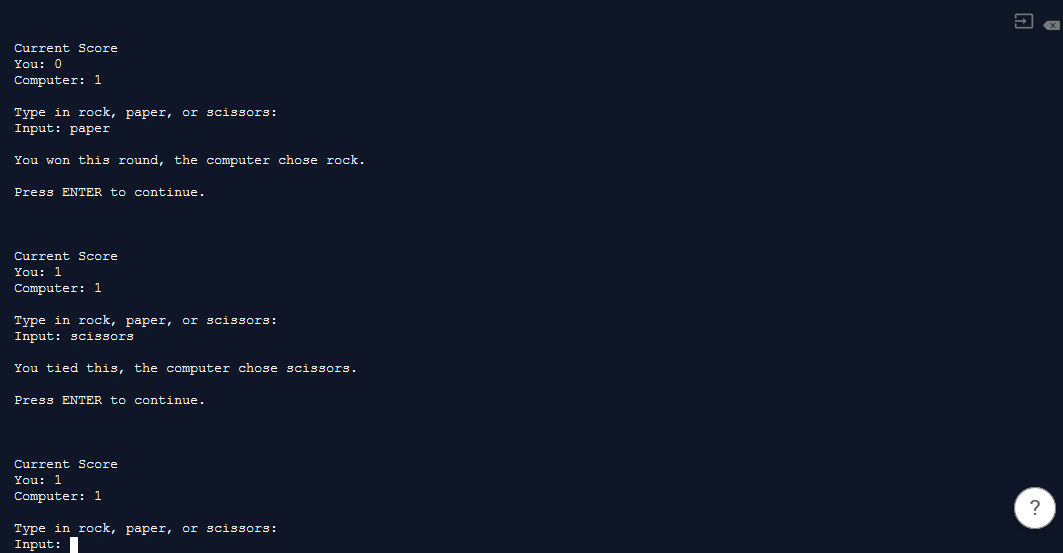 Current Score
You: 0
Computer: 1
Type in rock, paper, or scissors:
Input: paper
You won this round, the computer chose rock.
Press ENTER to continue.
Current Score
You: 1
Computer: 1
Type in rock, paper, or scissors:
Input: scissors
You tied this, the computer chose scissors.
Press ENTER to continue.
Current Score
You: 1
Computer: 1
Type in rock, paper, or scissors:
Input:
?